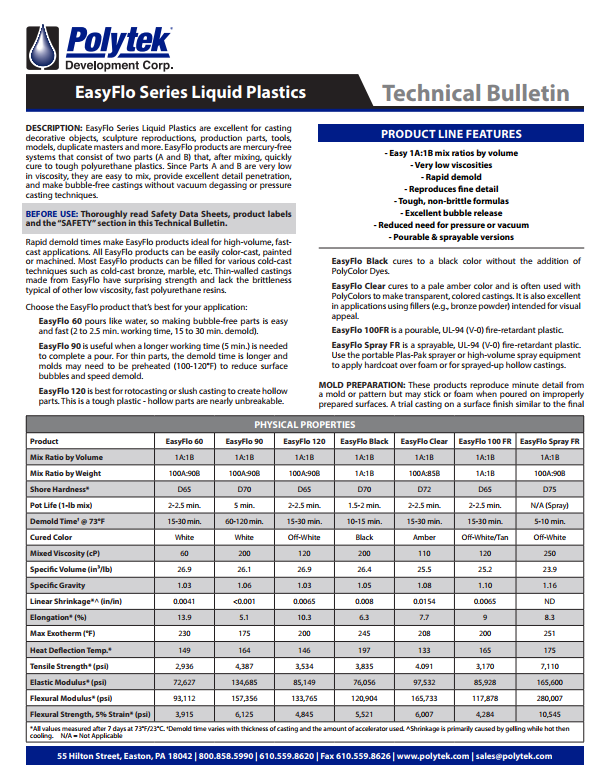 Polytek
Development Corp.
EasyFlo Series Liquid Plastics
Technical Bulletin
DESCRIPTION: EasyFlo Series Liquid Plastics are excellent for casting
decorative objects, sculpture reproductions, production parts, tools,
models, duplicate masters and more. EasyFlo products are mercury-free
systems that consist of two parts (A and B) that, after mixing, quickly
cure to tough polyurethane plastics. Since Parts A and B are very low
in viscosity, they are easy to mix, provide excellent detail penetration,
and make bubble-free castings without vacuum degassing or pressure
casting techniques.
BEFORE USE: Thoroughly read Safety Data Sheets, product labels
and the "SAFETY" section in this Technical Bulletin.
Rapid demold times make EasyFlo products ideal for high-volume, fast-
cast applications. All EasyFlo products can be easily color-cast, painted
or machined. Most EasyFlo products can be filled for various cold-cast
techniques such as cold-cast bronze, marble, etc. Thin-walled castings
made from EasyFlo have surprising strength and lack the brittleness
typical of other low viscosity, fast polyurethane resins.
Choose the EasyFlo product that's best for your application:
EasyFlo 60 pours like water, so making bubble-free parts is easy
and fast (2 to 2.5 min. working time, 15 to 30 min. demold).
EasyFlo 90 is useful when a longer working time (5 min.) is needed
to complete a pour. For thin parts, the demold time is longer and
molds may need to be preheated (100-120°F) to reduce surface
bubbles and speed demold.
EasyFlo 120 is best for rotocasting or slush casting to create hollow
parts. This is a tough plastic - hollow parts are nearly unbreakable.
PRODUCT LINE FEATURES
- Easy 1A:1B mix ratios by volume
- Very low viscosities
- Rapid demold
- Reproduces fine detail
- Tough, non-brittle formulas
- Excellent bubble release
- Reduced need for pressure or vacuum
- Pourable & sprayable versions
EasyFlo Black cures to a black color without the addition of
PolyColor Dyes.
EasyFlo Clear cures to a pale amber color and is often used with
PolyColors to make transparent, colored castings. It is also excellent
in applications using fillers (e.g., bronze powder) intended for visual
appeal.
EasyFlo 100FR is a pourable, UL-94 (V-0) fire-retardant plastic.
EasyFlo Spray FR is a sprayable, UL-94 (V-0) fire-retardant plastic.
Use the portable Plas-Pak sprayer or high-volume spray equipment
to apply hardcoat over foam or for sprayed-up hollow castings.
MOLD PREPARATION: These products reproduce minute detail from
a mold or pattern but may stick or foam when poured on improperly
prepared surfaces. A trial casting on a surface finish similar to the final
PHYSICAL PROPERTIES
Product EasyFlo 60 EasyFlo 90 EasyFlo 120 EasyFlo Black EasyFlo Clear EasyFlo 100 FR EasyFlo Spray FR
Mix Ratio by Volume 1A:1B 1A:1B 1A:1B 1A:1B 1A:1B 1A:1B 1A:1B
Mix Ratio by Weight 100A:90B 100A:90B 100A:90B 1A:1B 100A:85B 1A:1B 100A:90B
Shore Hardness* D65 D70 D65 D70 D72 D65 D75
Pot Life (1-lb mix) 2-2.5 min. 5 min. 2-2.5 min. 1.5-2 min. 2-2.5 min. 2-2.5 min. N/A (Spray)
Demold Time† @ 73°F 15-30 min. 60-120 min. 15-30 min. 10-15 min. 15-30 min. 15-30 min. 5-10 min.
Cured Color White White Off-White Black Amber Off-White/Tan Off-White
Mixed Viscosity (cP) 60 200 120 200 110 120 250
Specific Volume (in³/lb) 26.9 26.1 26.9 26.4 25.5 25.2 23.9
Specific Gravity 1.03 1.06 1.03 1.05 1.08 1.10 1.16
Linear Shrinkage*^ (in/in) 0.0041 <0.001 0.0065 0.008 0.0154 0.0065 ND
Elongation* (%) 13.9 5.1 10.3 6.3 7.7 9 8.3
Max Exotherm (°F) 230 175 200 245 208 200 251
Heat Deflection Temp.* 149 164 146 197 133 165 175
Tensile Strength* (psi) 2,936 4,387 3,534 3,835 4.091 3,170 7,110
Elastic Modulus* (psi) 72,627 134,685 85,149 76,056 97,532 85,928 165,600
Flexural Modulus* (psi) 93,112 157,356 133,765 120,904 165,733 117,878 280,007
Flexural Strength, 5% Strain* (psi) 3,915 6,125 4,845 5,521 6,007 4,284 10,545
*All values measured after 7 days at 73°F/23°C. †Demold time varies with thickness of casting and the amount of accelerator used. ^Shrinkage is primarily caused by gelling while hot then
cooling. N/A = Not Applicable
55 Hilton Street, Easton, PA 18042 | 800.858.5990 | 610.559.8620 | Fax 610.559.8626 | www.polytek.com | sales@polytek.com